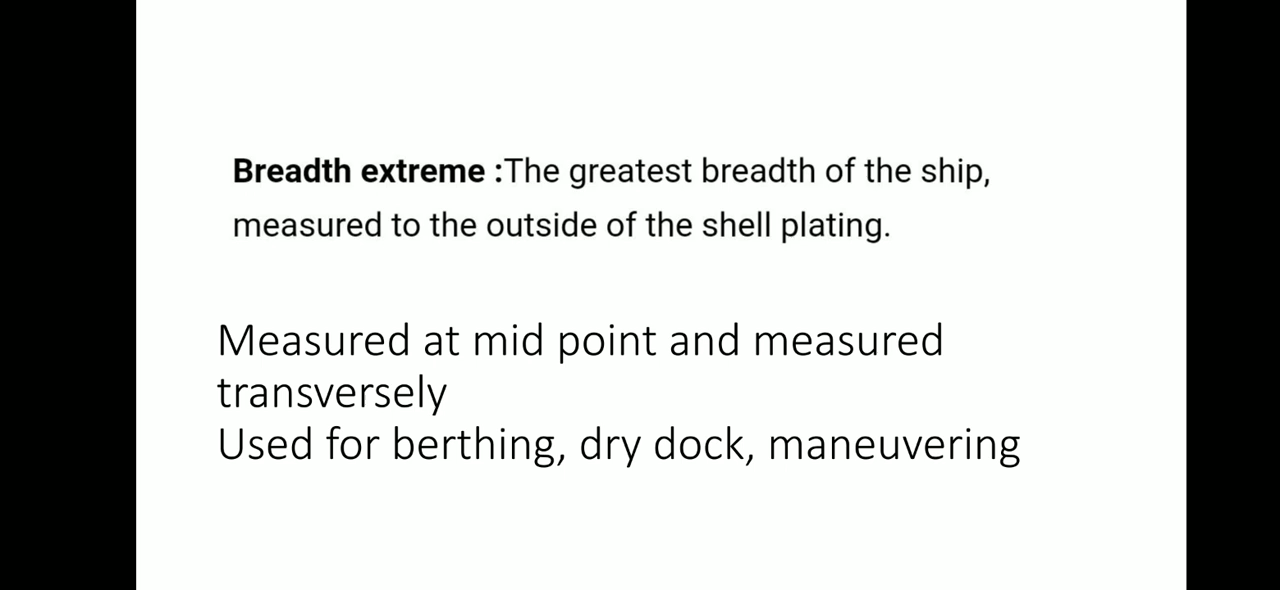 Breadth extreme :The greatest breadth of the ship,
measured to the outside of the shell plating.
Measured at mid point and measured
transversely
Used for berthing, dry dock, maneuvering